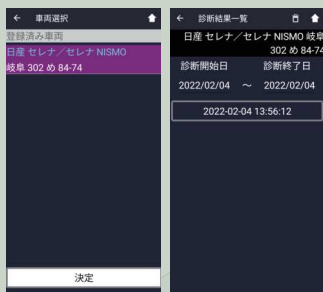 車両選択
登録済み車両
日産 セレナ／セレナ NISMO
岐阜 302 め 84-74
決定
診断結果一覧
日産 セレナ／セレナ NISMO 岐阜
302 め 84-74
診断開始日 診断終了日
2022/02/04 ～ 2022/02/04
2022-02-04 13:56:12